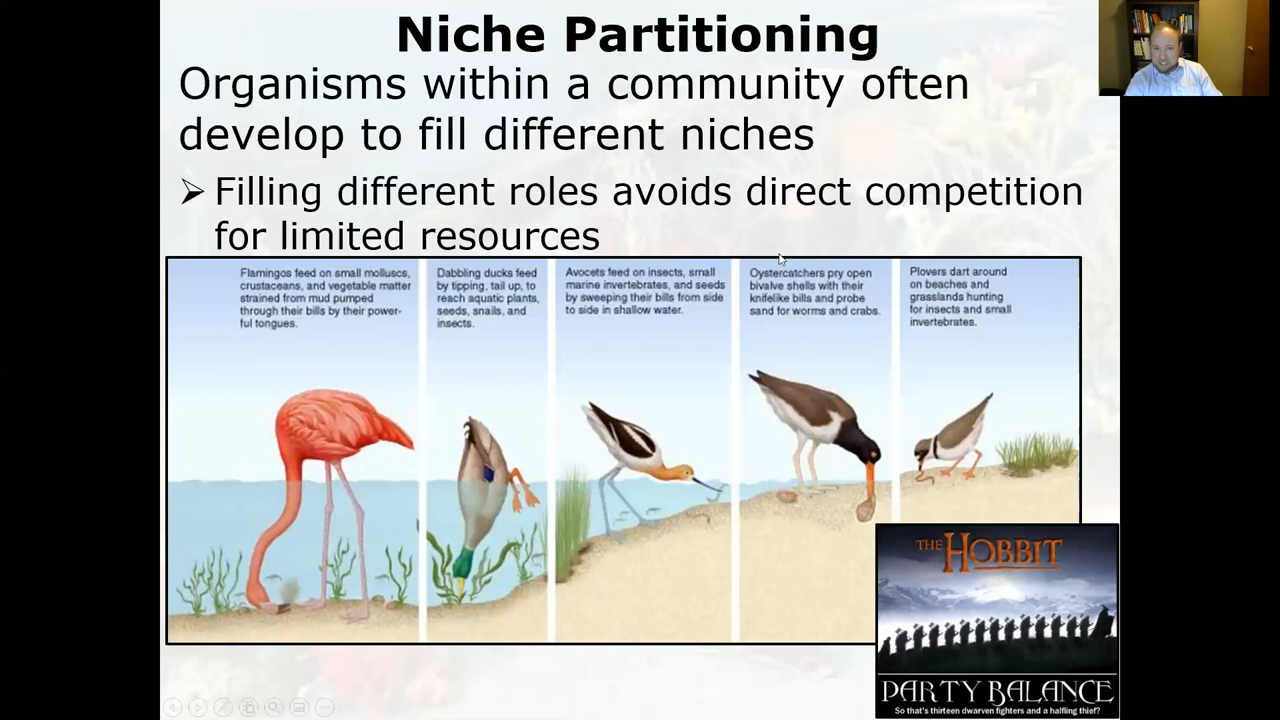 Niche Partitioning
Organisms within a community often
develop to fill different niches
➢ Filling different roles avoids direct competition
for limited resources
Flamingos feed on small molluscs,
crustaceans, and vegetable matter
strained from mud pumped
through their bills by their power-
ful tongues.
Dabbling ducks feed
by tipping, tail up, to
reach aquatic plants,
seeds, snails, and
insects.
Avocets feed on insects, small
marine invertebrates, and seeds
by sweeping their bills from side
to side in shallow water.
Oystercatchers pry open
bivalve shells with their
knifelike bills and probe
sand for worms and crabs.
Plovers dart around
on beaches and
grasslands hunting
for insects and small
invertebrates.
THE HOBBIT
PARTY BALANCE
So that's thirteen dwarven fighters and a halfling thief?